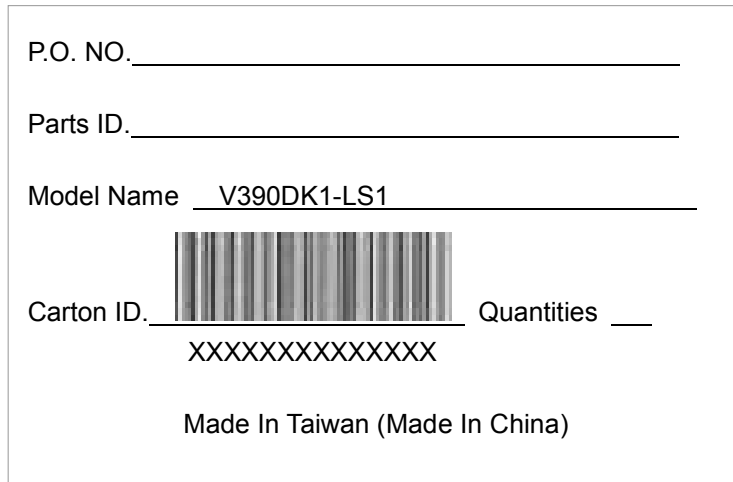 P.O. NO.
Parts ID.
Model Name V390DK1-LS1
Carton ID. Quantities
XXXXXXXXXXXXXX
Made In Taiwan (Made In China)